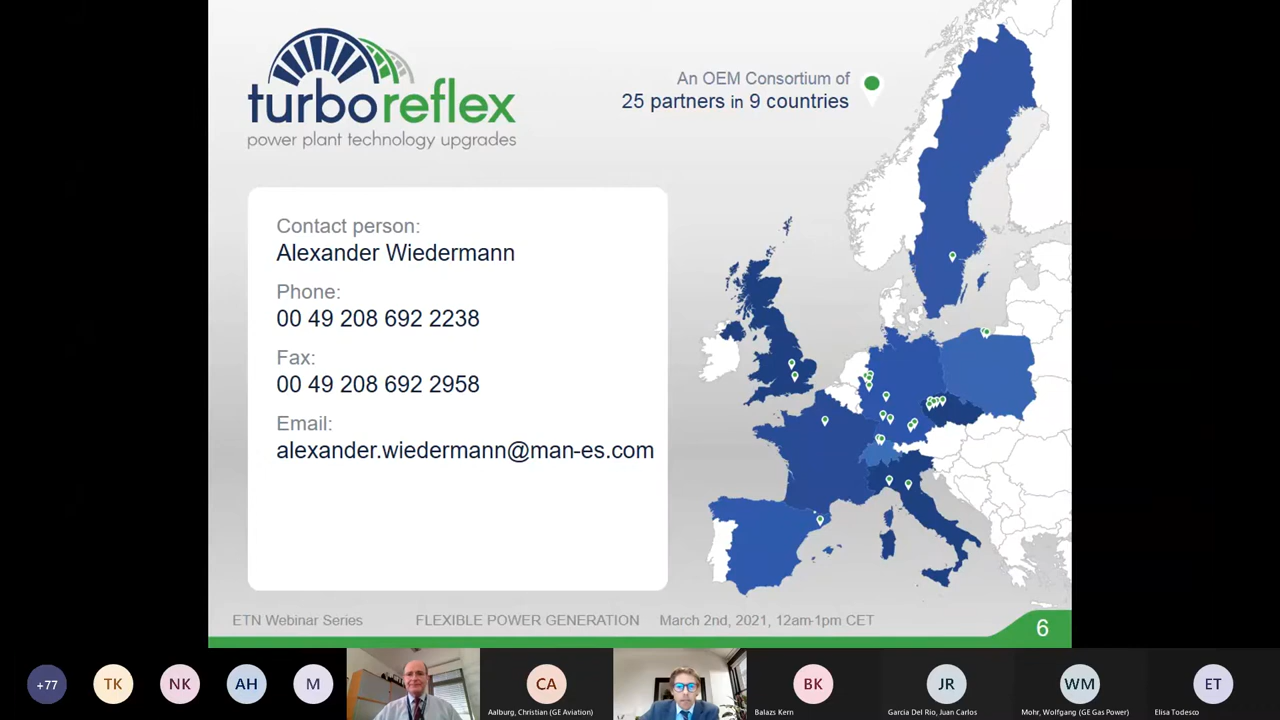 turboreflex
power plant technology upgrades
An OEM Consortium of
25 partners in 9 countries
Contact person:
Alexander Wiedermann
Phone:
00 49 208 692 2238
Fax:
00 49 208 692 2958
Email:
alexander.wiedermann@man-es.com
ETN Webinar Series FLEXIBLE POWER GENERATION March 2nd, 2021, 12am-1pm CET
6
+77 TK NK AH M CA BK JR WM ET
Aalburg, Christian (GE Aviation) Balazs Kern Garcia Del Rio, Juan Carlos Mohr, Wolfgang (GE Gas Power) Elisa Todesco